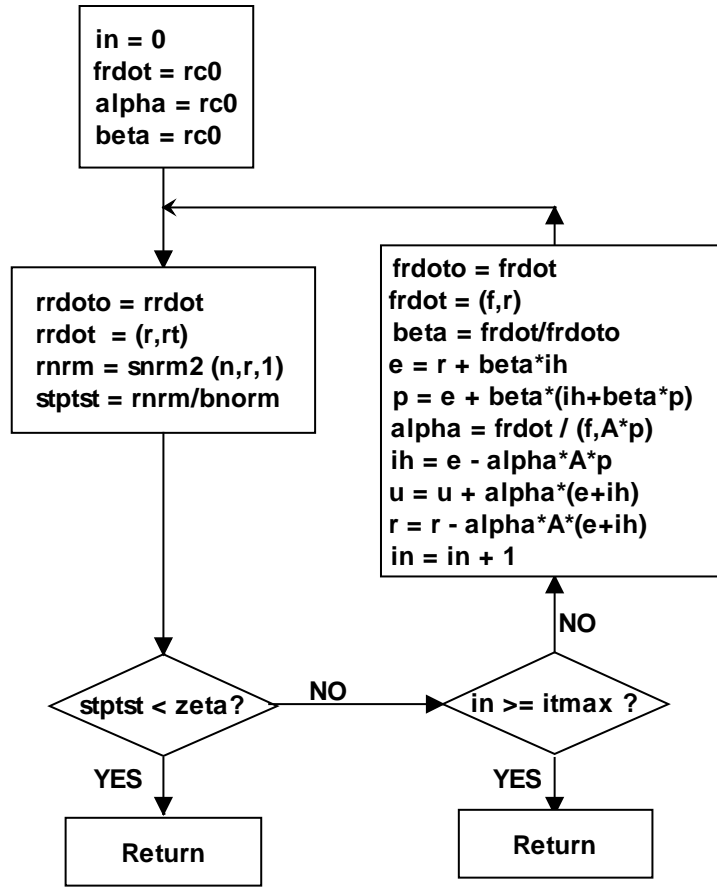 in = 0
frdot = rc0
alpha = rc0
beta = rc0
rrdoto = rrdot
rrdot = (r,rt)
rnrm = snrm2 (n,r,1)
stptst = rnrm/bnorm
stptst < zeta?
NO
YES
Return
in >= itmax ?
NO
YES
Return
frdoto = frdot
frdot = (f,r)
beta = frdot/frdoto
e = r + beta*ih
p = e + beta*(ih+beta*p)
alpha = frdot / (f,A*p)
ih = e - alpha*A*p
u = u + alpha*(e+ih)
r = r - alpha*A*(e+ih)
in = in + 1